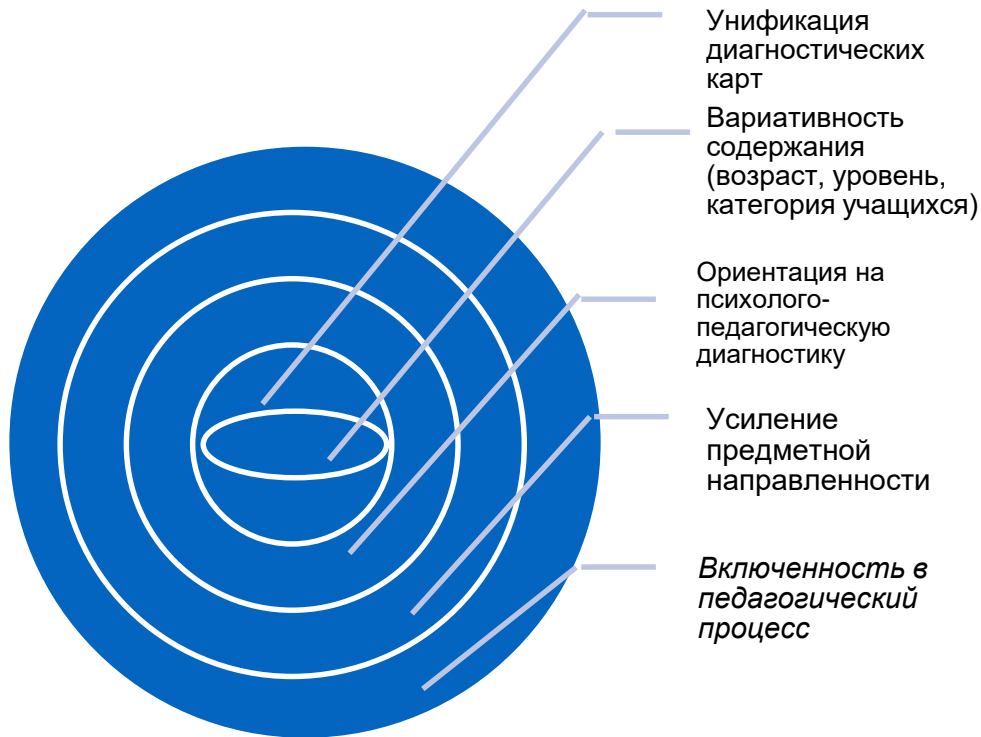 Унификация
диагностических
карт
Вариативность
содержания
(возраст, уровень,
категория учащихся)
Ориентация на
психолого-
педагогическую
диагностику
Усиление
предметной
направленности
Включенность в
педагогический
процесс